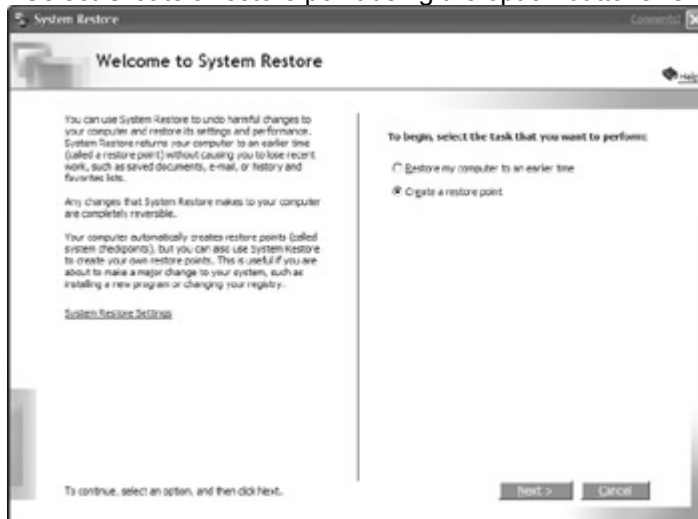 System Restore
Welcome to System Restore
Help
You can use System Restore to undo harmful changes to
your computer and restore its settings and performance.
System Restore returns your computer to an earlier time
(called a restore point) without causing you to lose recent
work, such as saved documents, e-mail, or history and
favorites lists.
Any changes that System Restore makes to your computer
are completely reversible.
Your computer automatically creates restore points (called
system checkpoints), but you can also use System Restore
to create your own restore points. This is useful if you are
about to make a major change to your system, such as
installing a new program or changing your registry.
System Restore Settings
To begin, select the task that you want to perform:
Restore my computer to an earlier time
Create a restore point
To continue, select an option, and then click Next.
Next >
Cancel